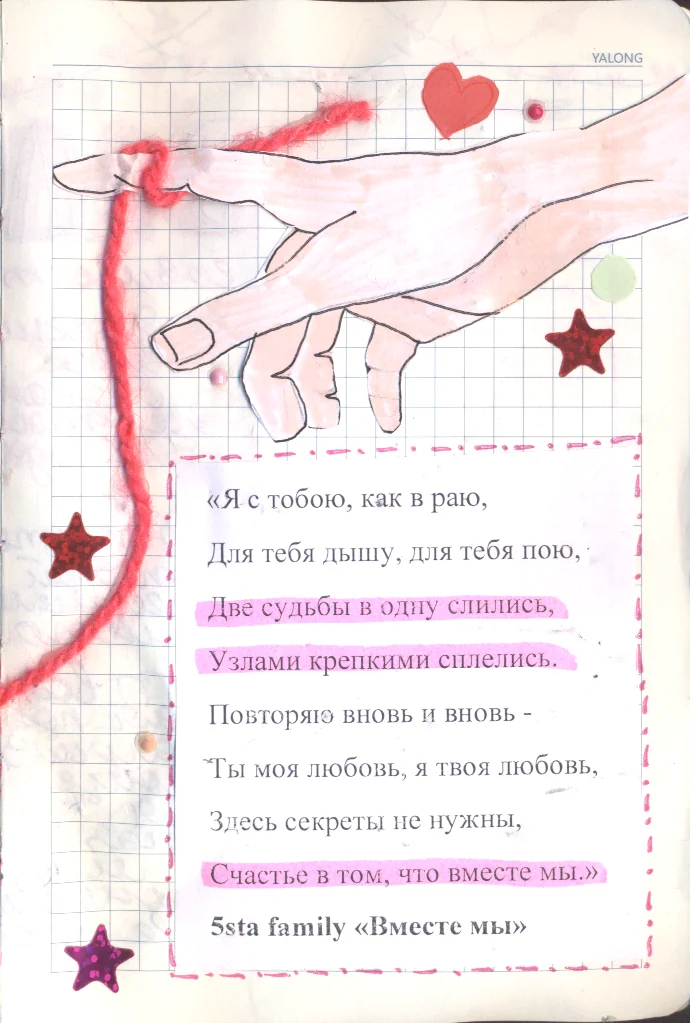 YALONG
«Я с тобою, как в раю,
Для тебя дышу, для тебя пою,
Две судьбы в одну слились,
Узлами крепкими сплелись.
Повторяю вновь и вновь -
Ты моя любовь, я твоя любовь,
Здесь секреты не нужны,
Счастье в том, что вместе мы.»
5sta family «Вместе мы»